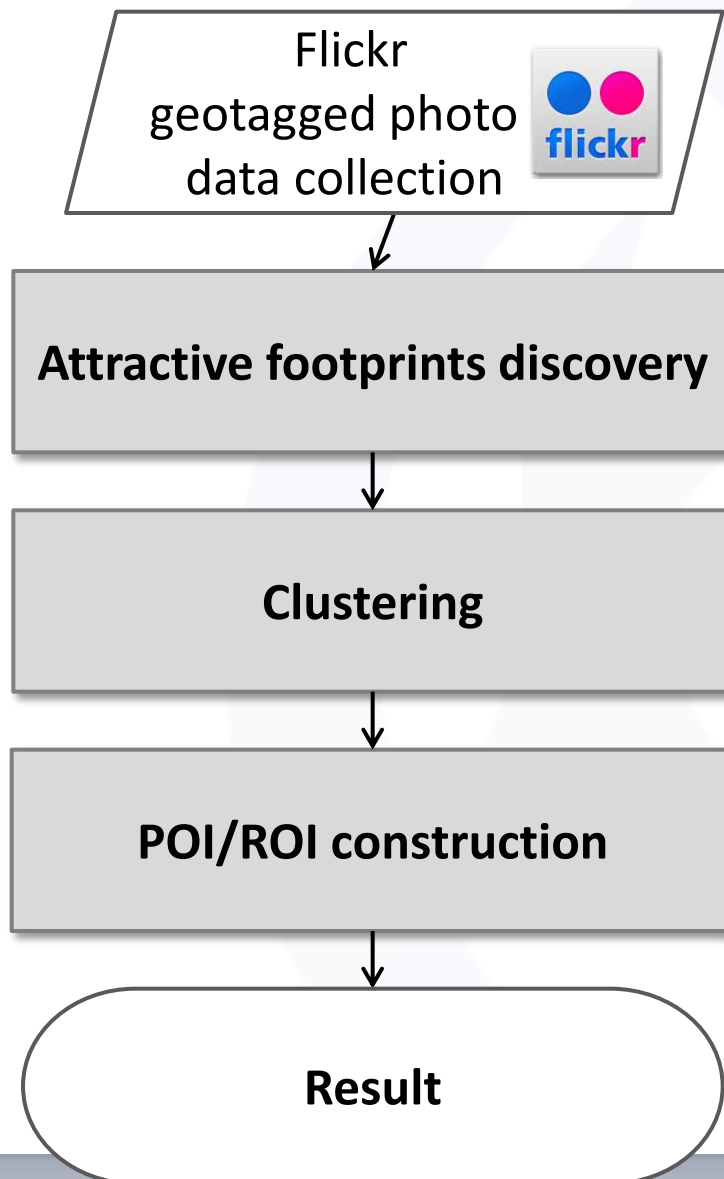 Flickr
geotagged photo
data collection
flickr
Attractive footprints discovery
Clustering
POI/ROI construction
Result